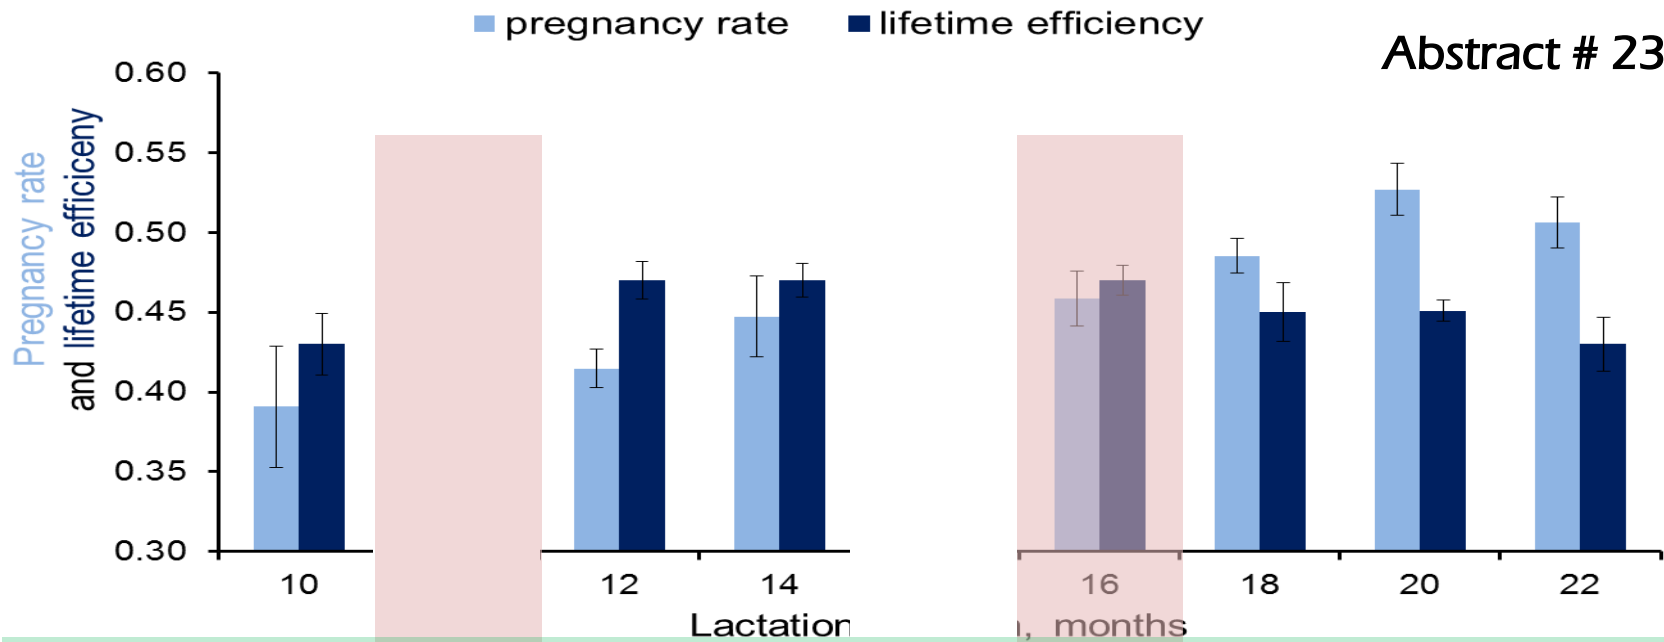 pregnancy rate lifetime efficiency
Abstract # 23
Pregnancy rate
and lifetime efficiceny
0.60
0.55
0.50
0.45
0.40
0.35
0.30
10 12 14 16 18 20 22
Lactation , months